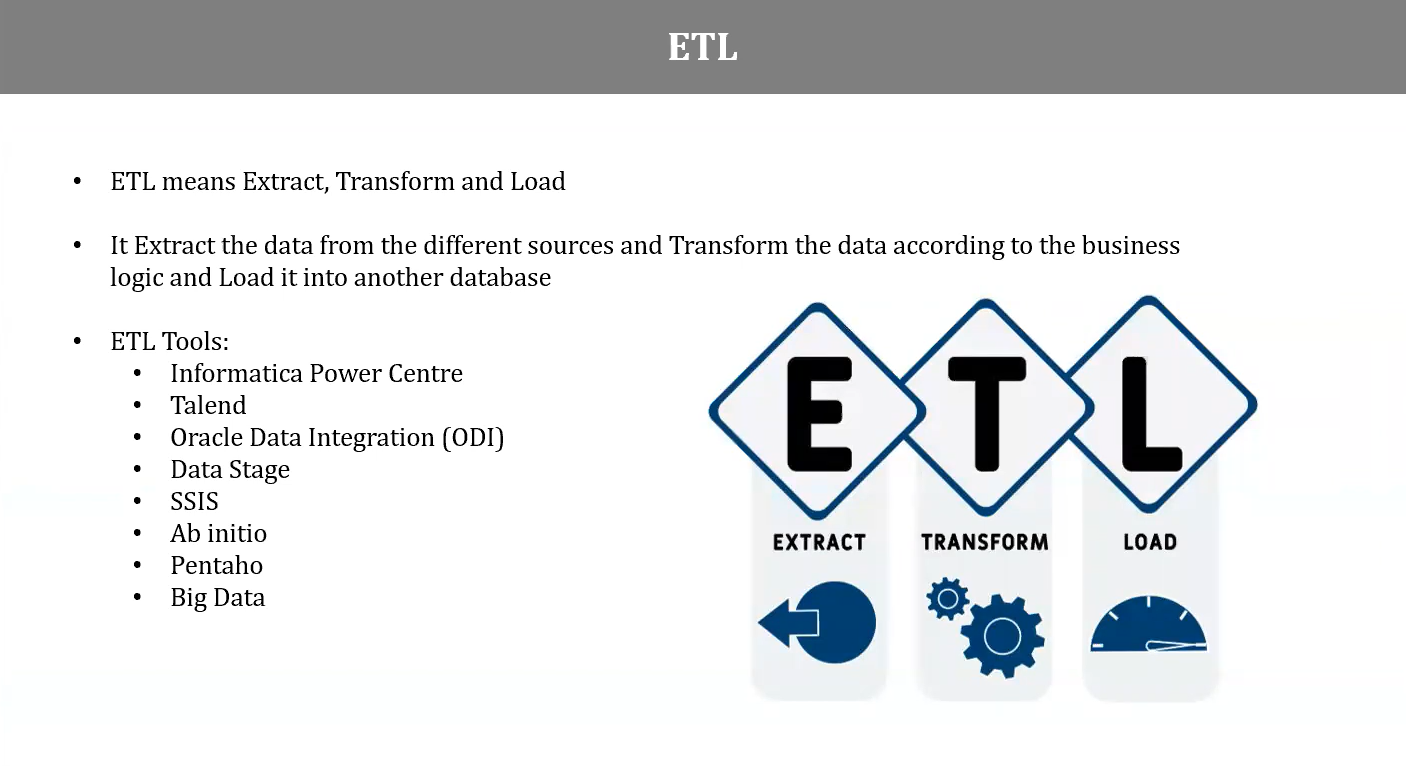 ETL
• ETL means Extract, Transform and Load
• It Extract the data from the different sources and Transform the data according to the business
logic and Load it into another database
• ETL Tools:
• Informatica Power Centre
• Talend
• Oracle Data Integration (ODI)
• Data Stage
• SSIS
• Ab initio
• Pentaho
• Big Data
E T L
EXTRACT TRANSFORM LOAD